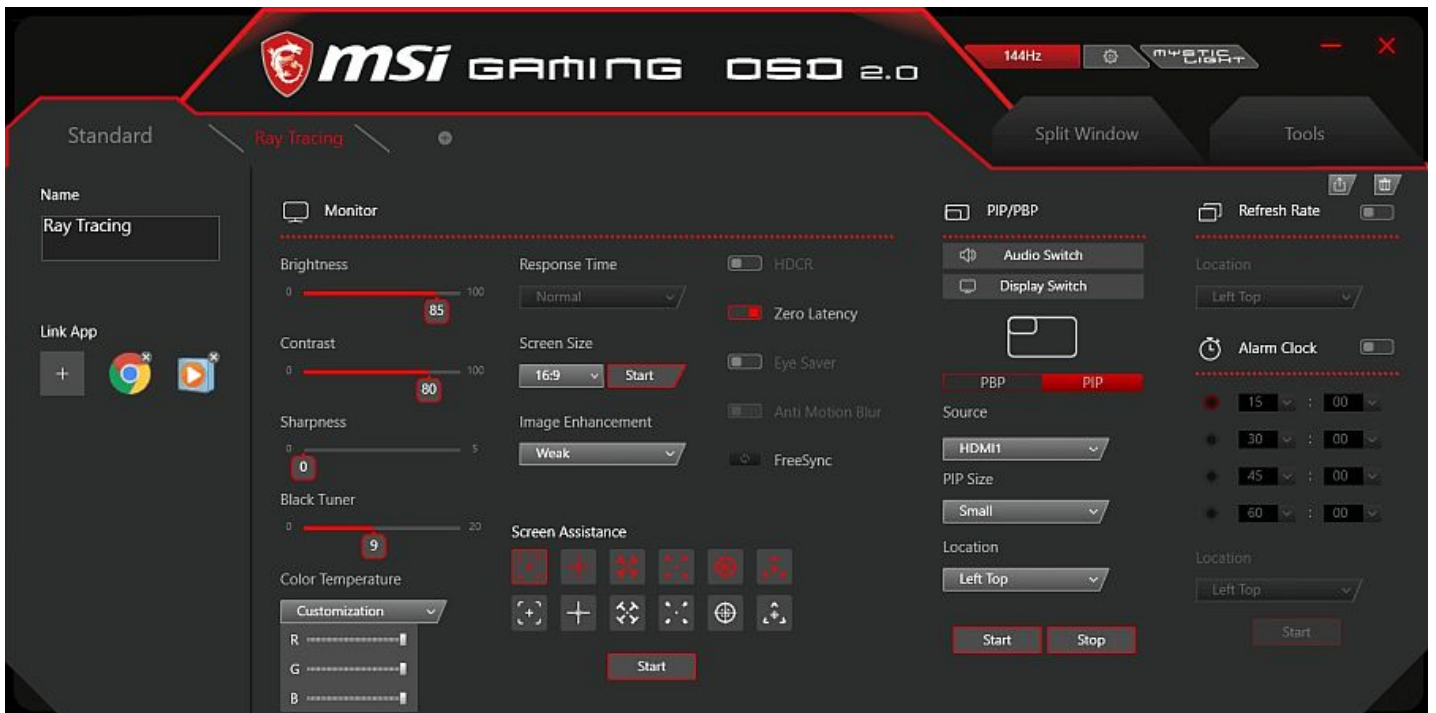 msi GAMING OSD 2.0
144Hz
MYSTIC LIGHT
Standard
Ray Tracing
Split Window
Tools
Name
Ray Tracing
Link App
Monitor
Brightness
0 100
85
Contrast
0 100
80
Sharpness
0 5
0
Black Tuner
0 20
9
Color Temperature
Customization
R
G
B
Response Time
Normal
Screen Size
16:9 Start
Image Enhancement
Weak
HDCR
Zero Latency
Eye Saver
Anti Motion Blur
FreeSync
Screen Assistance
Start
PIP/PBP
Audio Switch
Display Switch
PBP PIP
Source
HDMI1
PIP Size
Small
Location
Left Top
Start Stop
Refresh Rate
Location
Left Top
Alarm Clock
15 : 00
30 : 00
45 : 00
60 : 00
Location
Left Top
Start